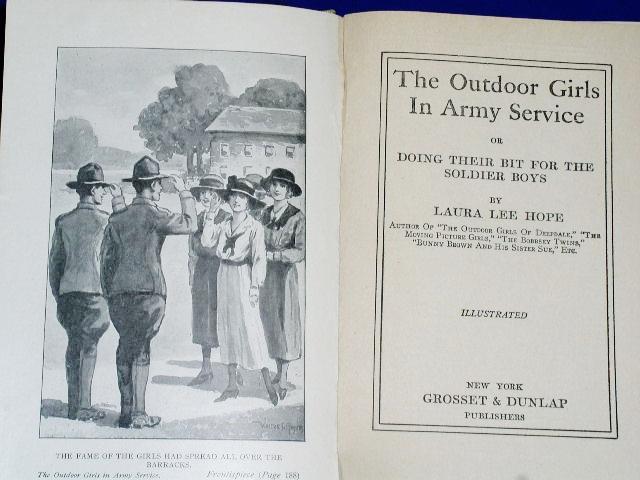 THE FAME OF THE GIRLS HAD SPREAD ALL OVER THE
BARRACKS.
The Outdoor Girls in Army Service. Frontispiece (Page 188)
The Outdoor Girls
In Army Service
OR
DOING THEIR BIT FOR THE
SOLDIER BOYS
BY
LAURA LEE HOPE
AUTHOR OF "THE OUTDOOR GIRLS OF DEEPDALE," "THE
MOVING PICTURE GIRLS," "THE BOBBSEY TWINS,"
"BUNNY BROWN AND HIS SISTER SUE," ETC.
ILLUSTRATED
NEW YORK
GROSSET & DUNLAP
PUBLISHERS